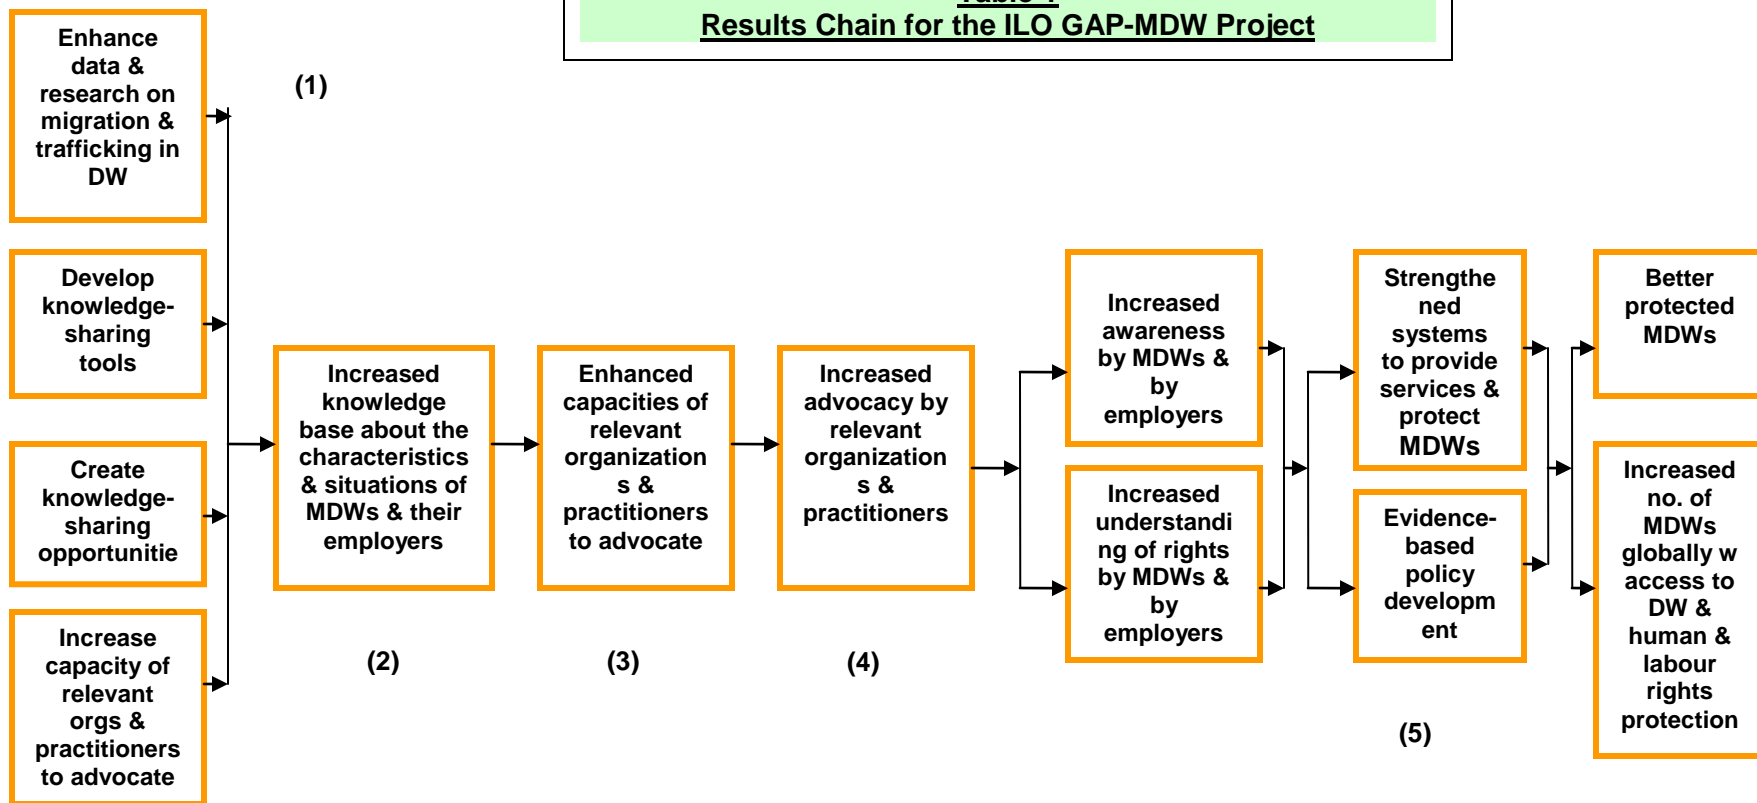 Table 1
Results Chain for the ILO GAP-MDW Project
Enhance
data &
research on
migration &
trafficking in
DW
(1)
Develop
knowledge-
sharing
tools
Create
knowledge-
sharing
opportunitie
Increase
capacity of
relevant
orgs &
practitioners
to advocate
Increased
knowledge
base about the
characteristics
& situations of
MDWs & their
employers
(2)
Enhanced
capacities of
relevant
organization
s &
practitioners
to advocate
(3)
Increased
advocacy by
relevant
organization
s &
practitioners
(4)
Increased
awareness
by MDWs &
by
employers
Increased
understandi
ng of rights
by MDWs &
by
employers
Strengthe
ned
systems
to provide
services &
protect
MDWs
Evidence-
based
policy
developm
ent
(5)
Better
protected
MDWs
Increased
no. of
MDWs
globally w
access to
DW &
human &
labour
rights
protection